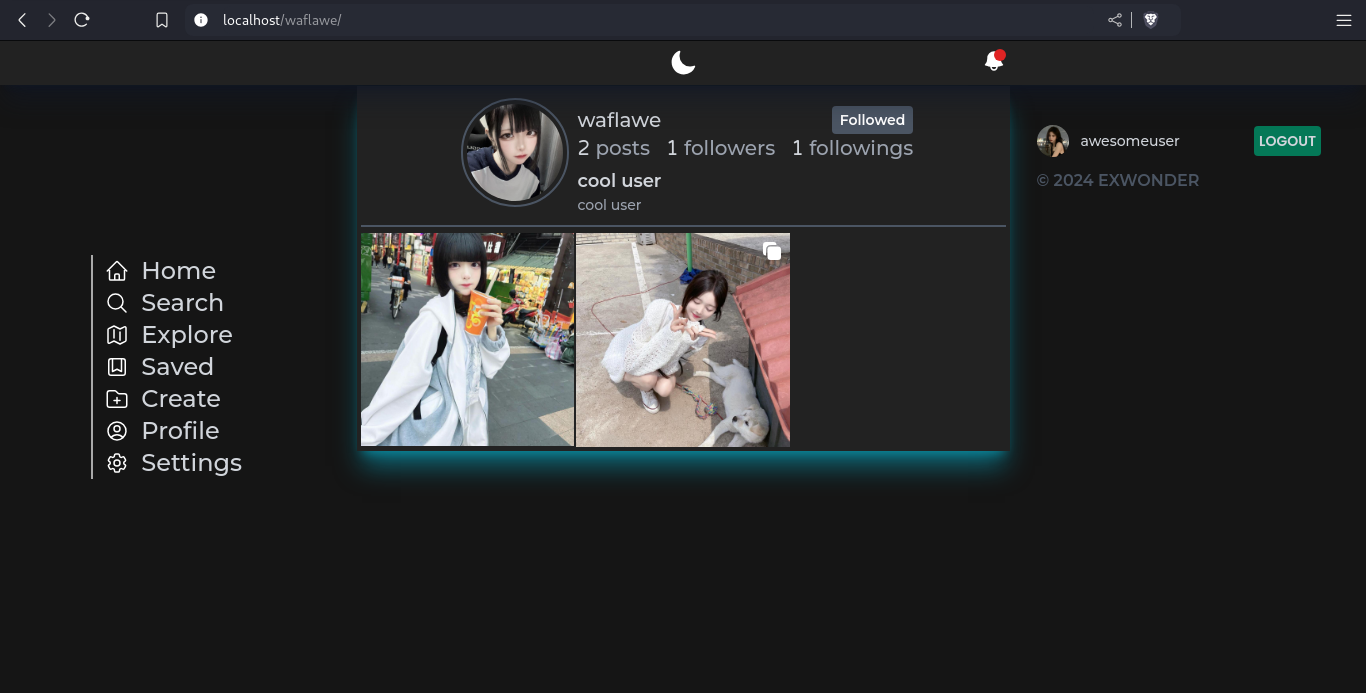 localhost/waflawe/
waflawe
Followed
2 posts 1 followers 1 followings
cool user
cool user
Home
Search
Explore
Saved
Create
Profile
Settings
awesomeuser
LOGOUT
© 2024 EXWONDER